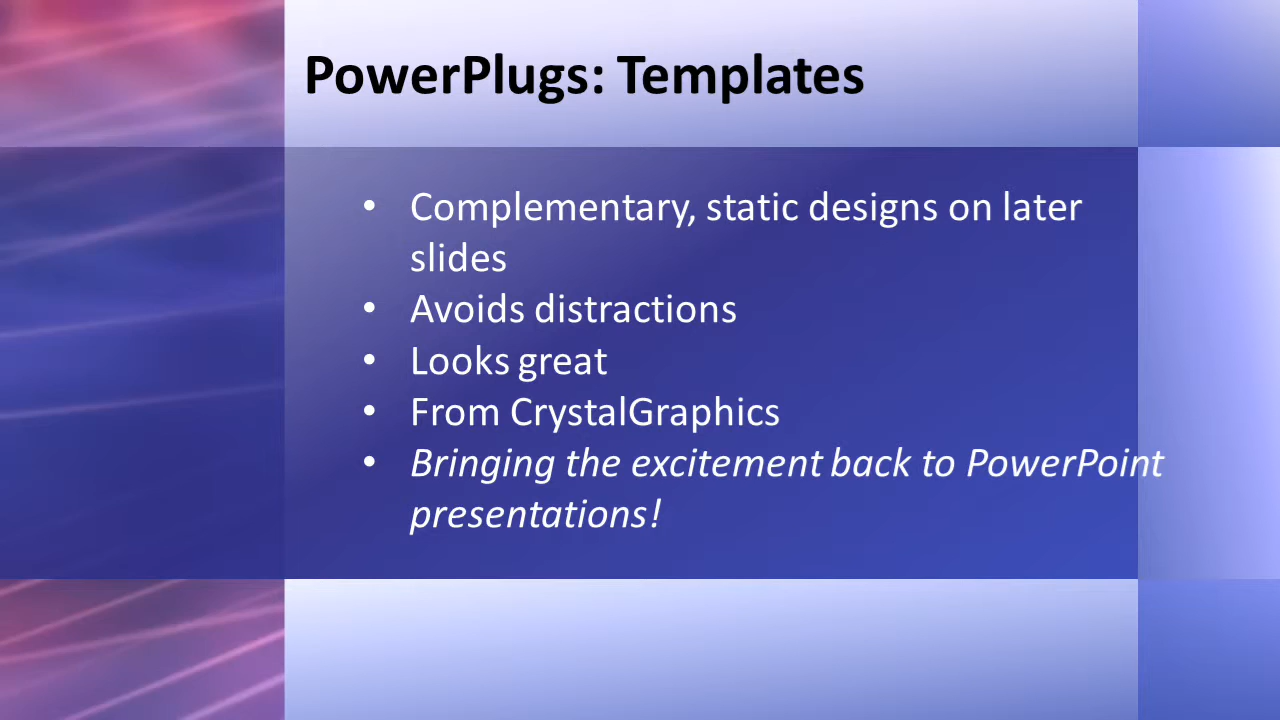 PowerPlugs: Templates
• Complementary, static designs on later
slides
• Avoids distractions
• Looks great
• From CrystalGraphics
• Bringing the excitement back to PowerPoint
presentations!